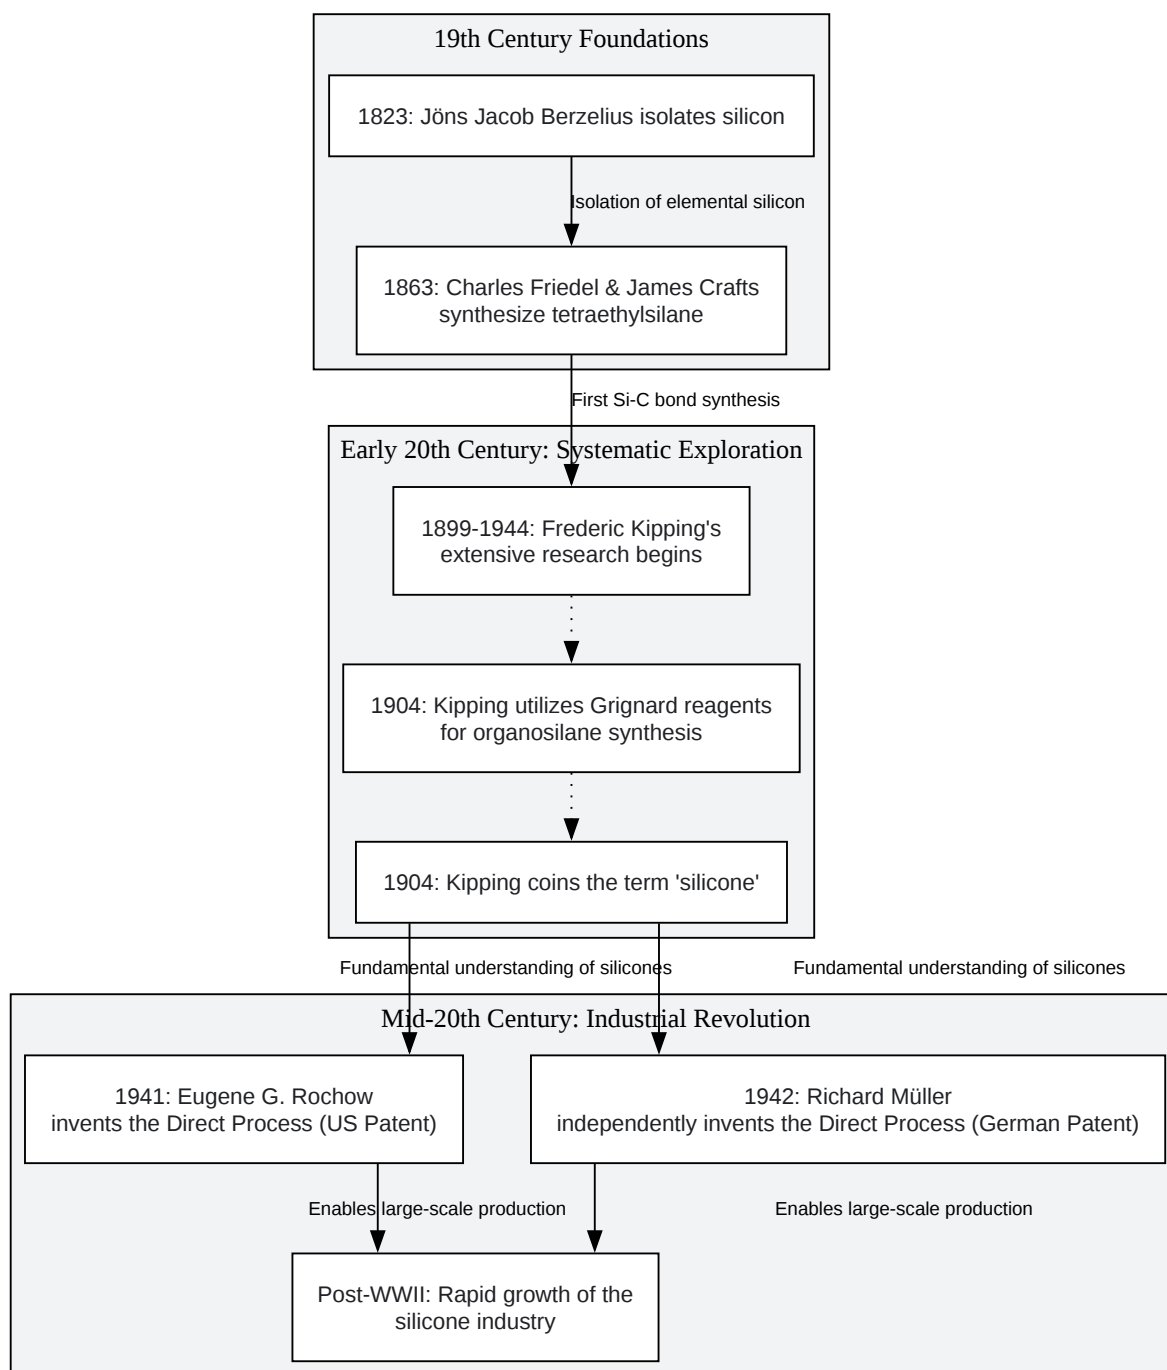 19th Century Foundations
1823: Jöns Jacob Berzelius isolates silicon
Isolation of elemental silicon
1863: Charles Friedel & James Crafts
synthesize tetraethylsilane
First Si-C bond synthesis
Early 20th Century: Systematic Exploration
1899-1944: Frederic Kipping's
extensive research begins
1904: Kipping utilizes Grignard reagents
for organosilane synthesis
1904: Kipping coins the term 'silicone'
Fundamental understanding of silicones
Fundamental understanding of silicones
Mid-20th Century: Industrial Revolution
1941: Eugene G. Rochow
invents the Direct Process (US Patent)
1942: Richard Müller
independently invents the Direct Process (German Patent)
Enables large-scale production
Enables large-scale production
Post-WWII: Rapid growth of the
silicone industry